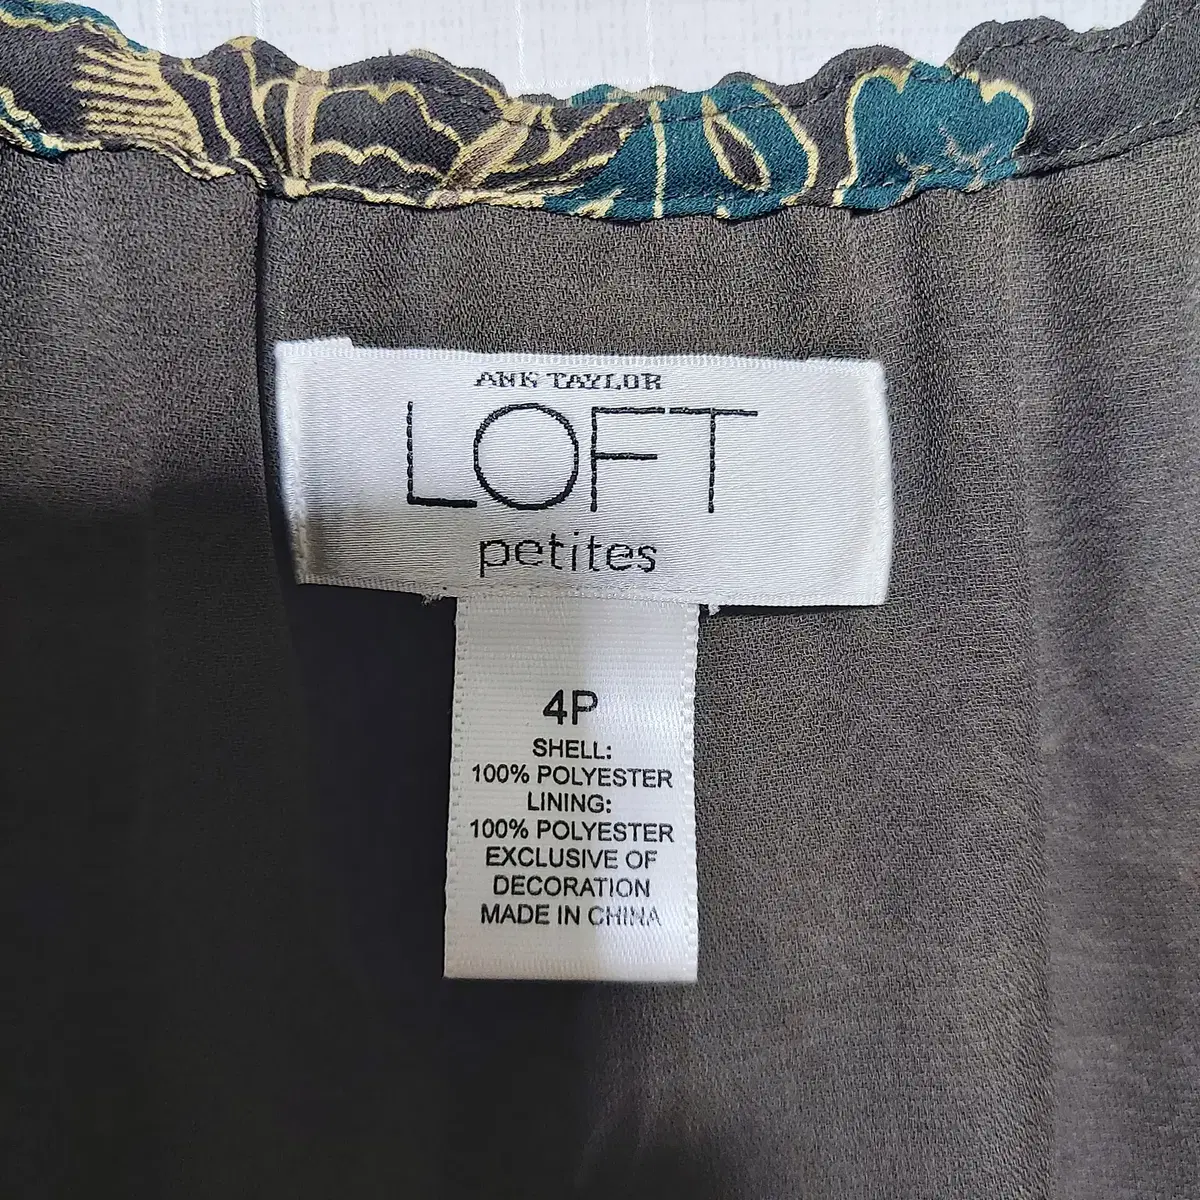 ANN TAYLOR
LOFT
petites
4P
SHELL:
100% POLYESTER
LINING:
100% POLYESTER
EXCLUSIVE OF
DECORATION
MADE IN CHINA